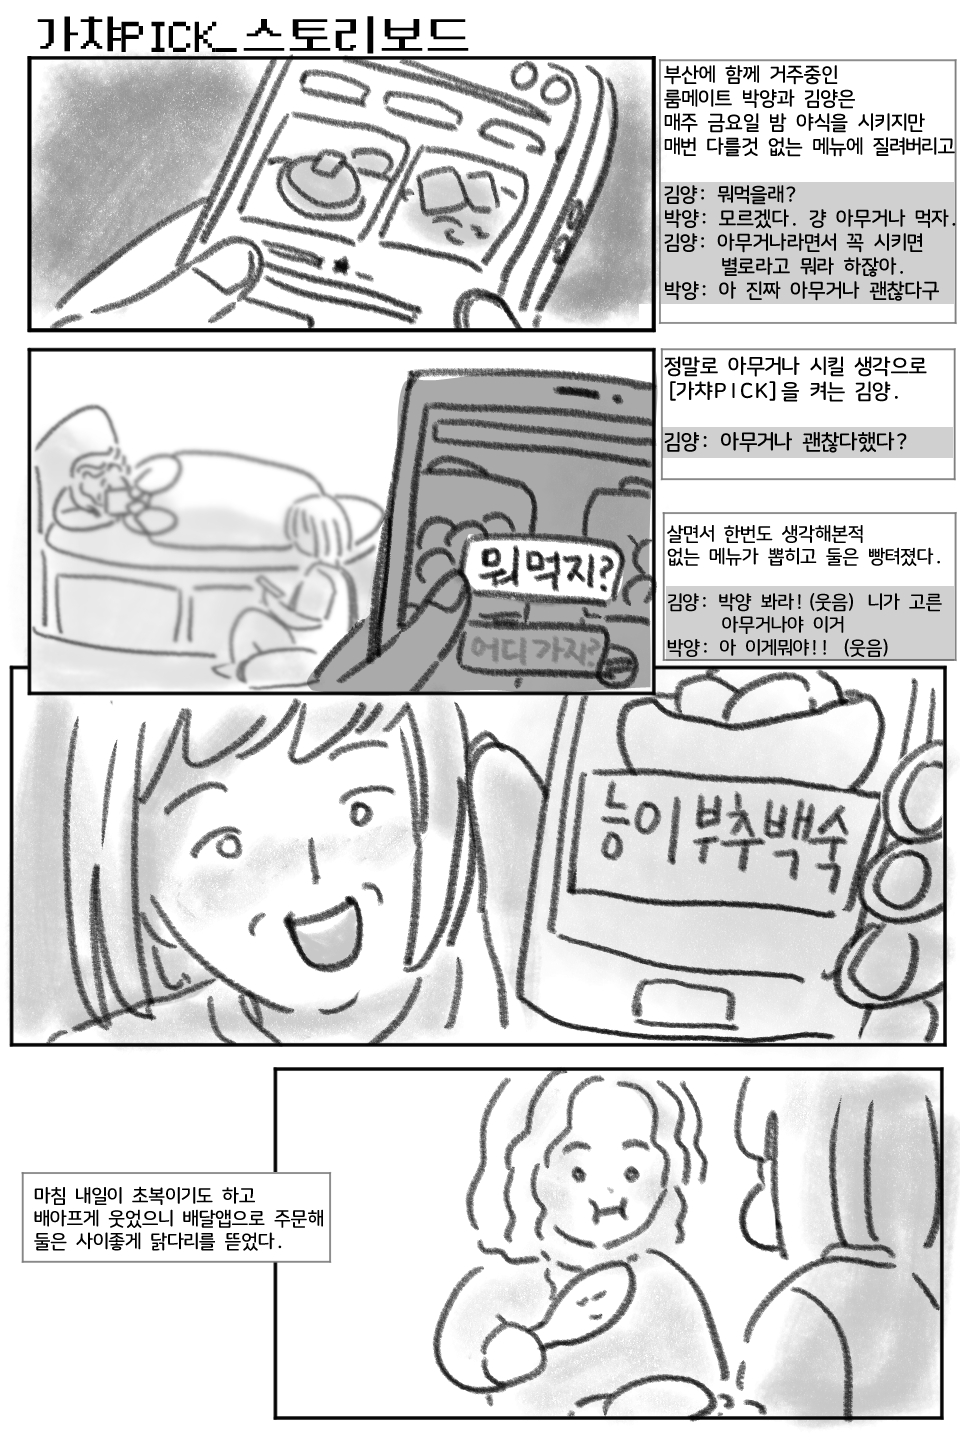 가챠PICK_스토리보드
부산에 함께 거주중인
룸메이트 박양과 김양은
매주 금요일 밤 야식을 시키지만
매번 다를것 없는 메뉴에 질려버리고
김양: 뭐먹을래?
박양: 모르겠다. 걍 아무거나 먹자.
김양: 아무거나라면서 꼭 시키면
별로라고 뭐라 하잖아.
박양: 아 진짜 아무거나 괜찮다구
정말로 아무거나 시킬 생각으로
[가챠PICK]을 켜는 김양.
김양: 아무거나 괜찮다했다?
뭐먹지?
어디가지?
살면서 한번도 생각해본적
없는 메뉴가 뽑히고 둘은 빵터졌다.
김양: 박양 봐라!(웃음) 니가 고른
아무거나야 이거
박양: 아 이게뭐야!! (웃음)
능이부추백숙
마침 내일이 초복이기도 하고
배아프게 웃었으니 배달앱으로 주문해
둘은 사이좋게 닭다리를 뜯었다.